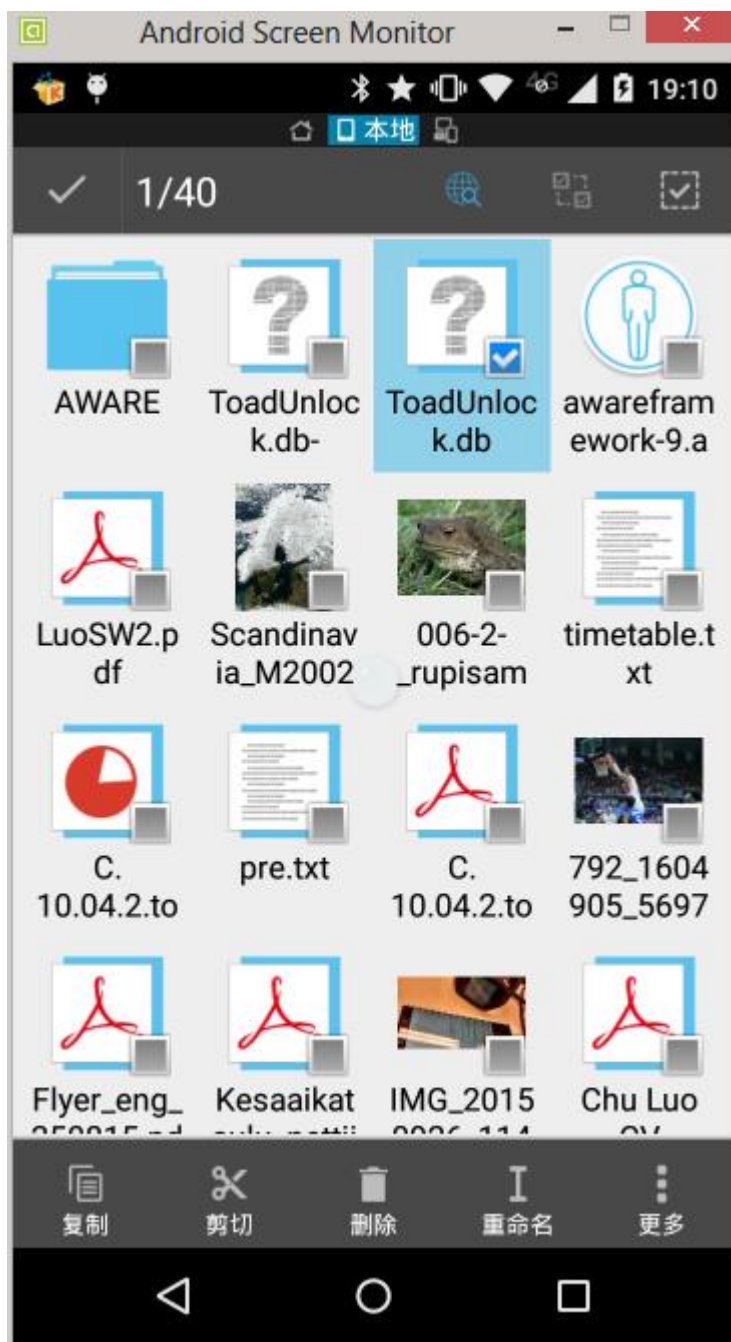 Android Screen Monitor
4G
19:10
本地
1/40
AWARE
ToadUnloc
k.db-
ToadUnloc
k.db
awarefram
ework-9.a
LuoSW2.p
df
Scandinav
ia_M2002
006-2-
_rupisam
timetable.t
xt
C.
10.04.2.to
pre.txt
C.
10.04.2.to
792_1604
905_5697
Flyer_eng_
Kesaaikat
IMG_2015
Chu Luo
复制
剪切
删除
重命名
更多